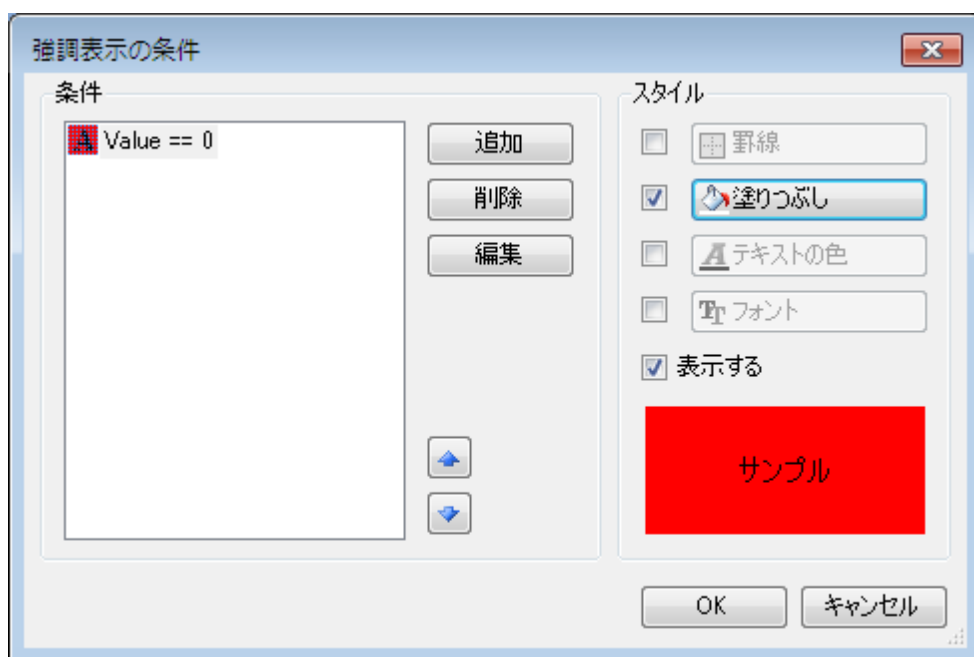 強調表示の条件
条件
A Value == 0
追加
削除
編集
スタイル
罫線
塗りつぶし
A テキストの色
TT フォント
表示する
サンプル
OK
キャンセル